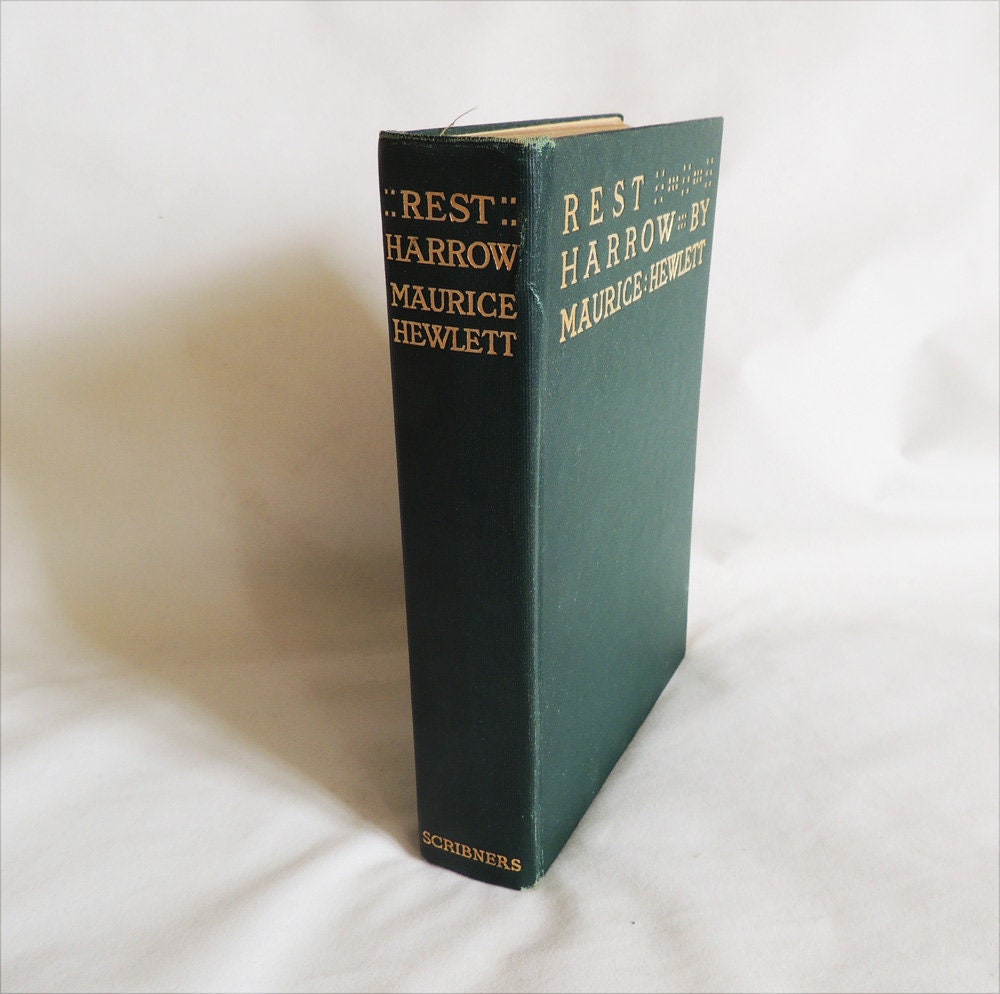 ::REST::
HARROW
MAURICE
HEWLETT
SCRIBNERS
REST
HARROW BY
MAURICE:HEWLETT